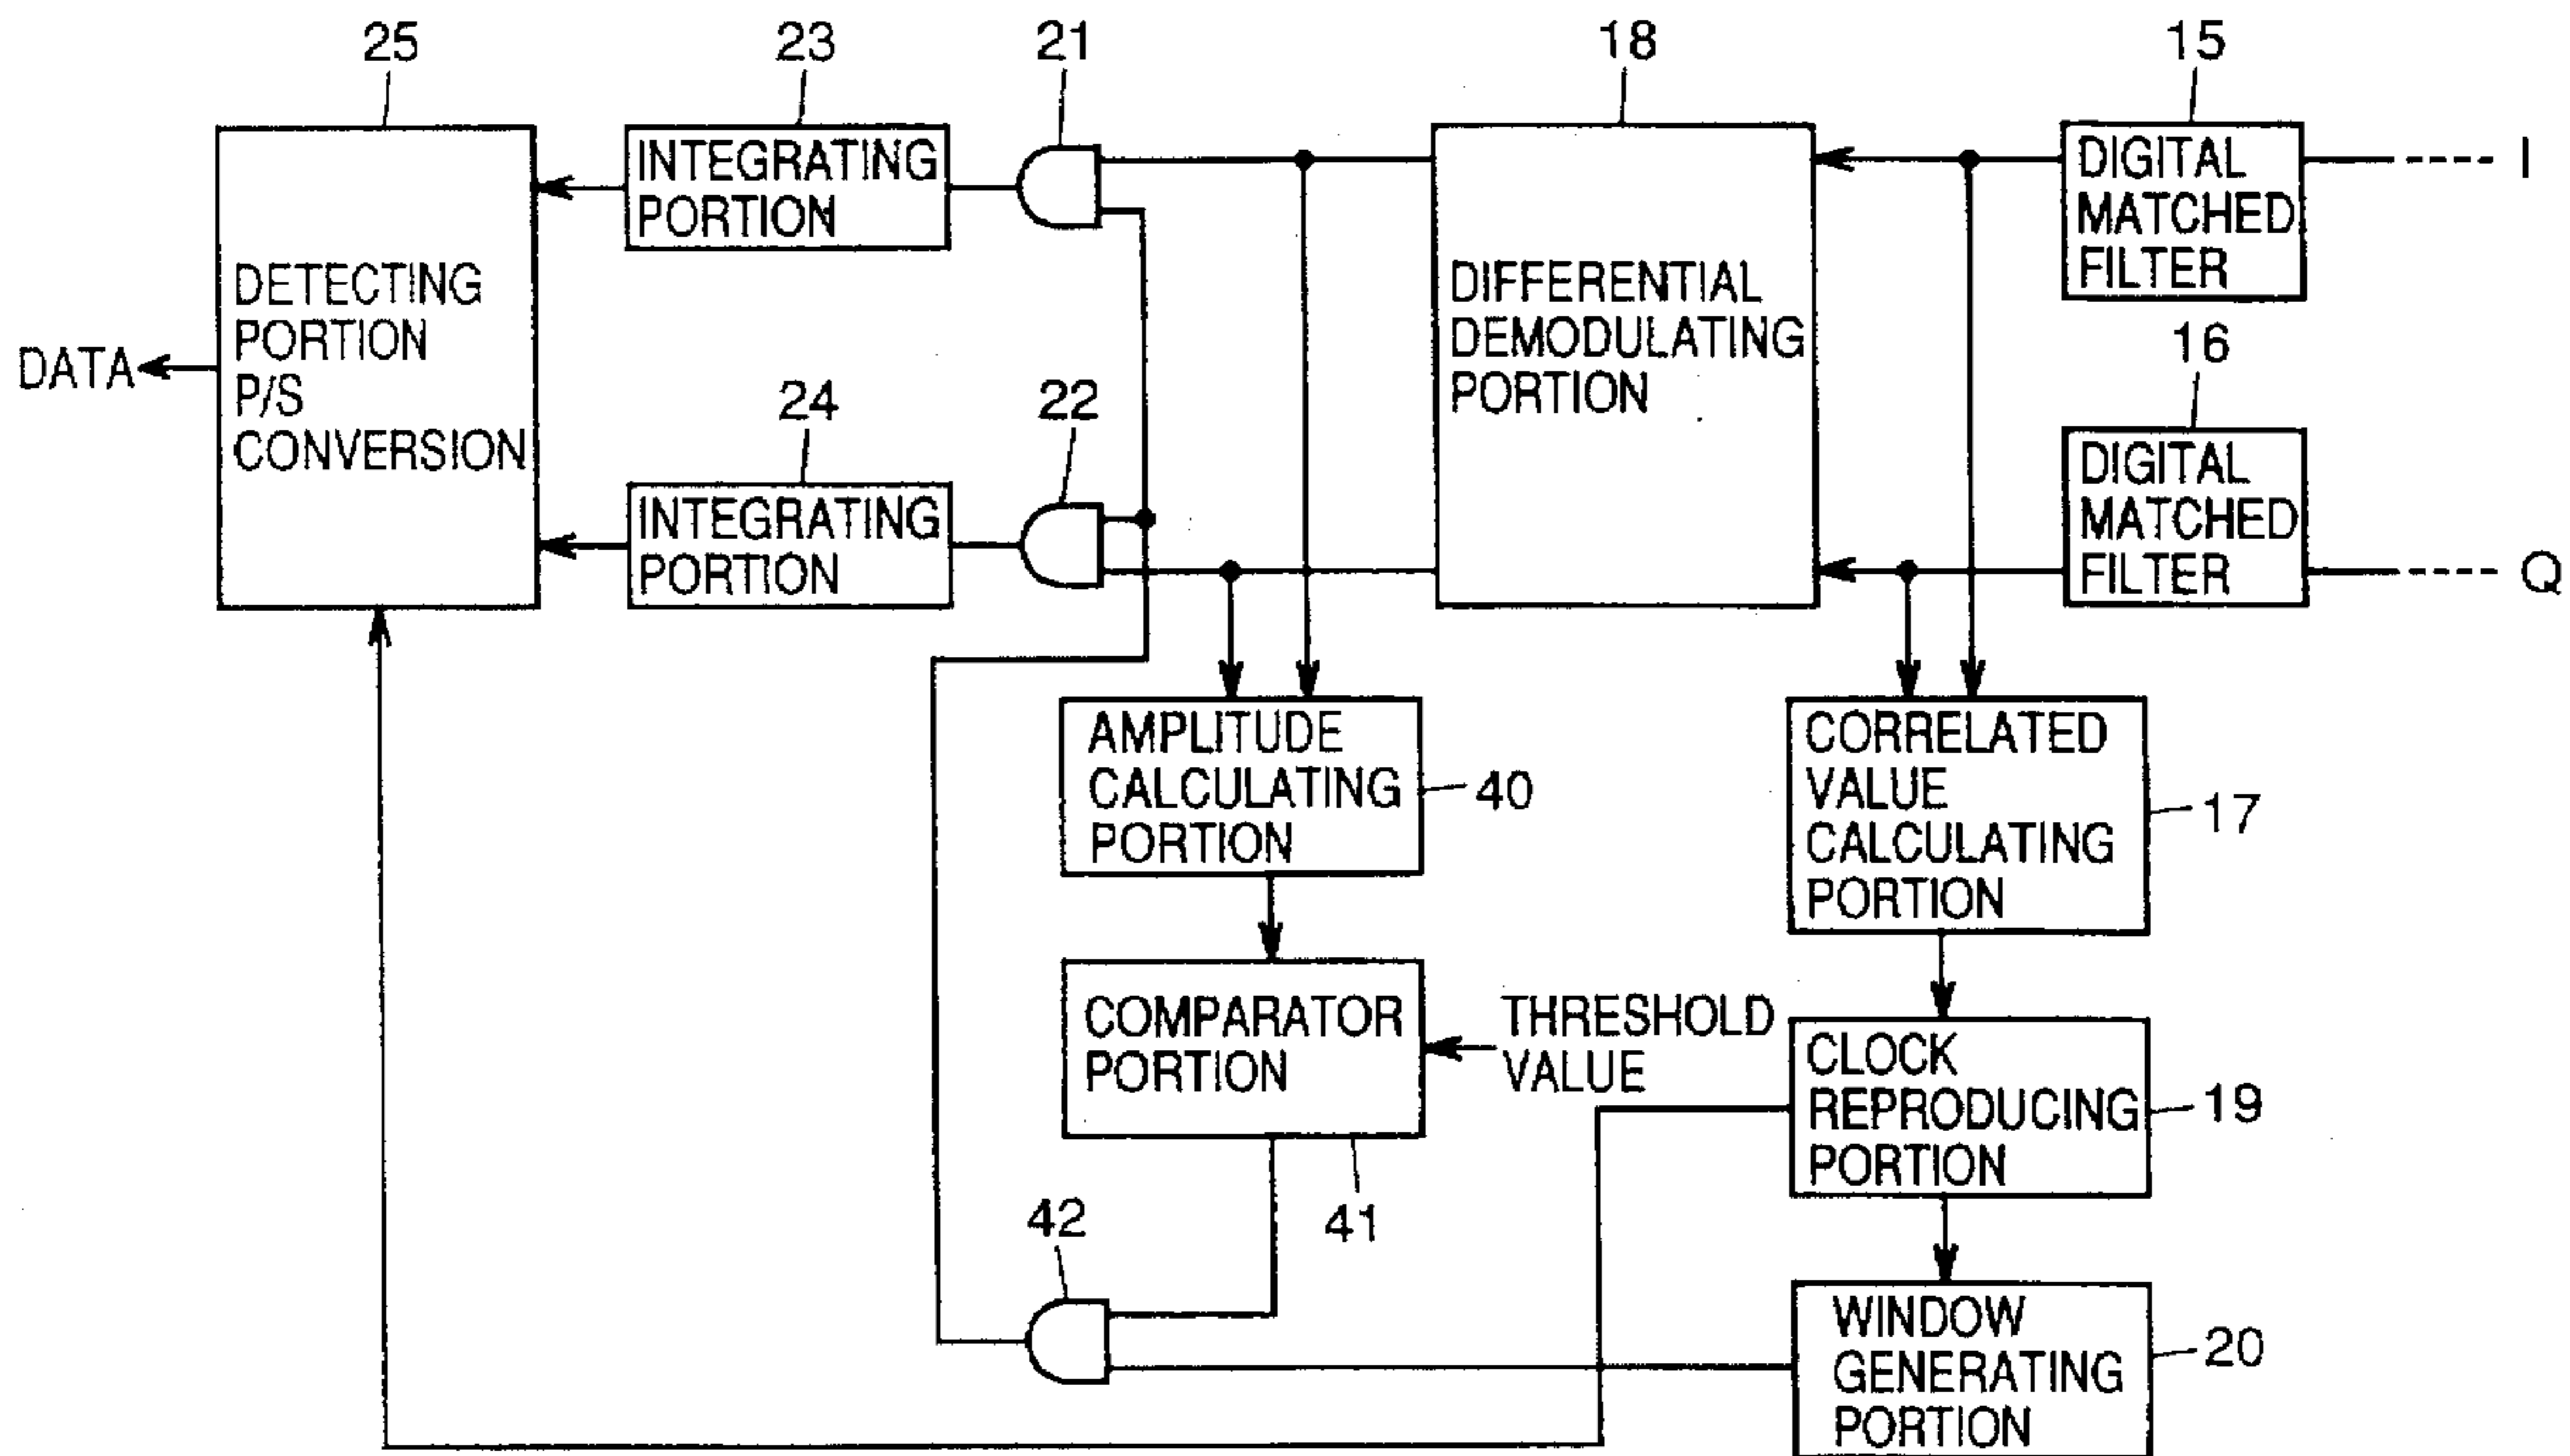 25
23
21
18
15
INTEGRATING
PORTION
DIGITAL
MATCHED
FILTER
I
DETECTING
PORTION
P/S
CONVERSION
DIFFERENTIAL
DEMODULATING
PORTION
16
DATA
24
22
INTEGRATING
PORTION
DIGITAL
MATCHED
FILTER
Q
AMPLITUDE
CALCULATING
PORTION
40
CORRELATED
VALUE
CALCULATING
PORTION
17
COMPARATOR
PORTION
THRESHOLD
VALUE
41
CLOCK
REPRODUCING
PORTION
19
42
WINDOW
GENERATING
PORTION
20